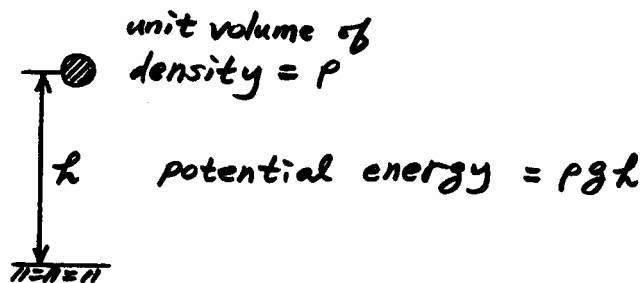 unit volume of
density = ρ
h
potential energy = ρgh